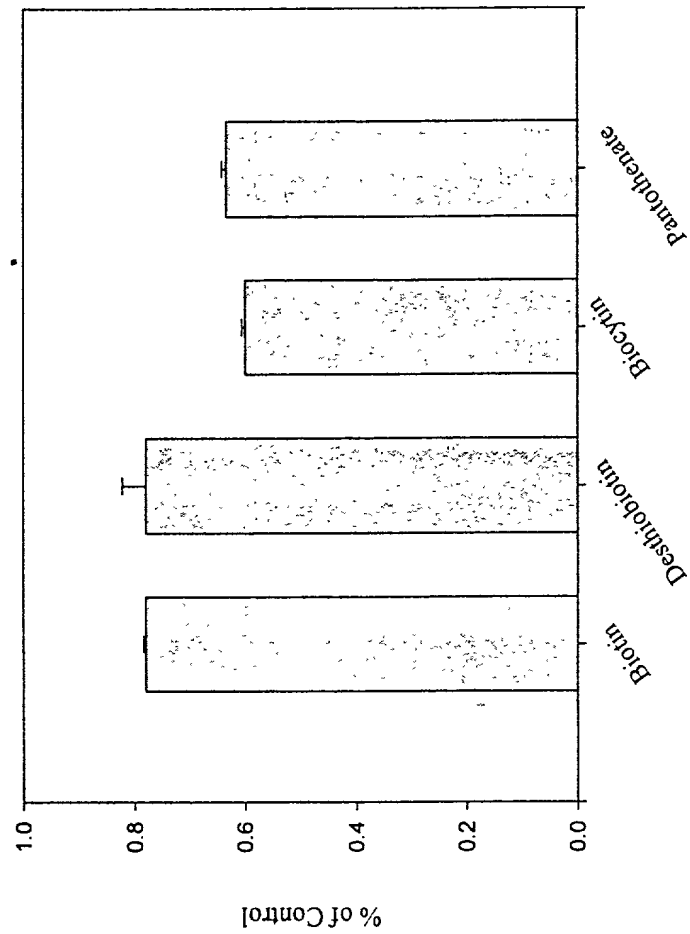 % of Control
1.0
0.8
0.6
0.4
0.2
0.0
Biotin
Desthiobiotin
Biocytin
Pantothenate